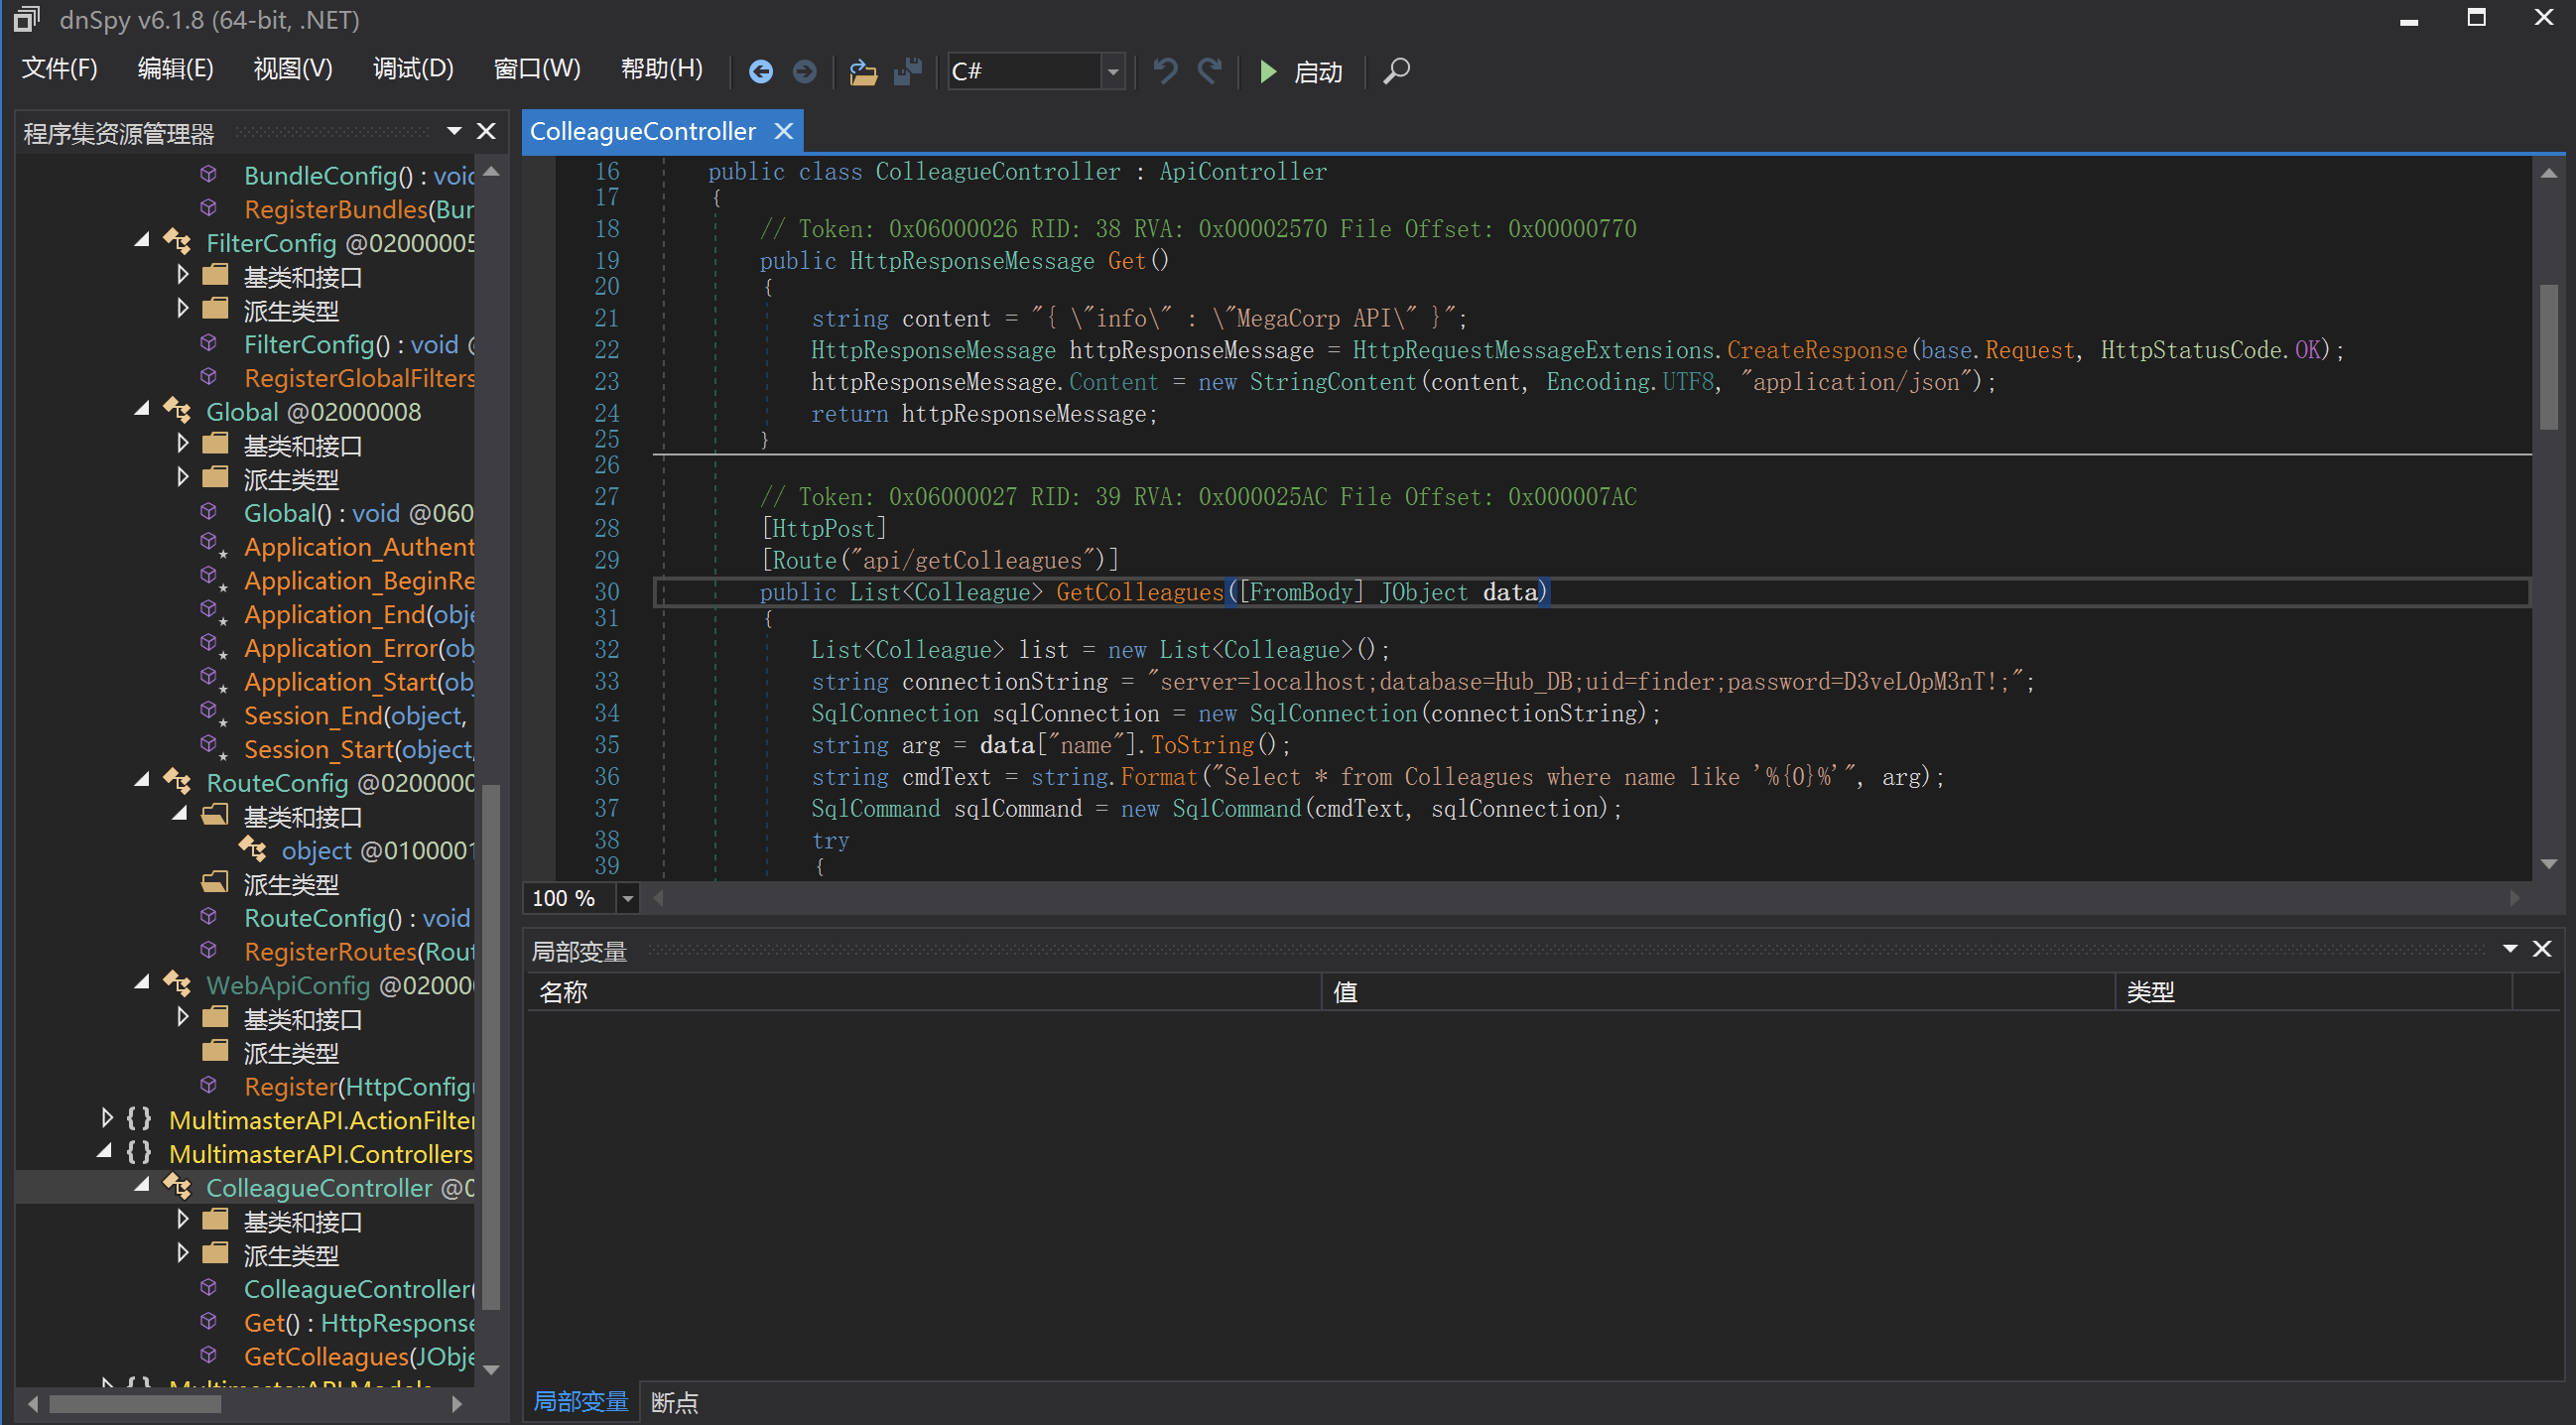 dnSpy v6.1.8 (64-bit, .NET)
文件(F) 编辑(E) 视图(V) 调试(D) 窗口(W) 帮助(H) C# 启动
程序集资源管理器
BundleConfig() : void
RegisterBundles(Bun
FilterConfig @02000005
基类和接口
派生类型
FilterConfig() : void @
RegisterGlobalFilters
Global @02000008
基类和接口
派生类型
Global() : void @060
Application_Authent
Application_BeginRe
Application_End(obje
Application_Error(ob
Application_Start(ob
Session_End(object,
Session_Start(object,
RouteConfig @0200000
基类和接口
object @0100001
派生类型
RouteConfig() : void
RegisterRoutes(Rout
WebApiConfig @02000
基类和接口
派生类型
Register(HttpConfig
{} MultimasterAPI.ActionFilter
{} MultimasterAPI.Controllers
ColleagueController @0
基类和接口
派生类型
ColleagueController(
Get() : HttpResponse
GetColleagues(JObje
{} MultimasterAPI.Models
ColleagueController
16 public class ColleagueController : ApiController
17 {
18 // Token: 0x06000026 RID: 38 RVA: 0x00002570 File Offset: 0x00000770
19 public HttpResponseMessage Get()
20 {
21 string content = "{ \"info\" : \"MegaCorp API\" }";
22 HttpResponseMessage httpResponseMessage = HttpRequestMessageExtensions.CreateResponse(base.Request, HttpStatusCode.OK);
23 httpResponseMessage.Content = new StringContent(content, Encoding.UTF8, "application/json");
24 return httpResponseMessage;
25 }
26
27 // Token: 0x06000027 RID: 39 RVA: 0x000025AC File Offset: 0x000007AC
28 [HttpPost]
29 [Route("api/getColleagues")]
30 public List<Colleague> GetColleagues([FromBody] JObject data)
31 {
32 List<Colleague> list = new List<Colleague>();
33 string connectionString = "server=localhost;database=Hub_DB;uid=finder;password=D3veL0pM3nT!;";
34 SqlConnection sqlConnection = new SqlConnection(connectionString);
35 string arg = data["name"].ToString();
36 string cmdText = string.Format("Select * from Colleagues where name like '%{0}%'", arg);
37 SqlCommand sqlCommand = new SqlCommand(cmdText, sqlConnection);
38 try
39 {
100 %
局部变量
名称 值 类型
局部变量 断点